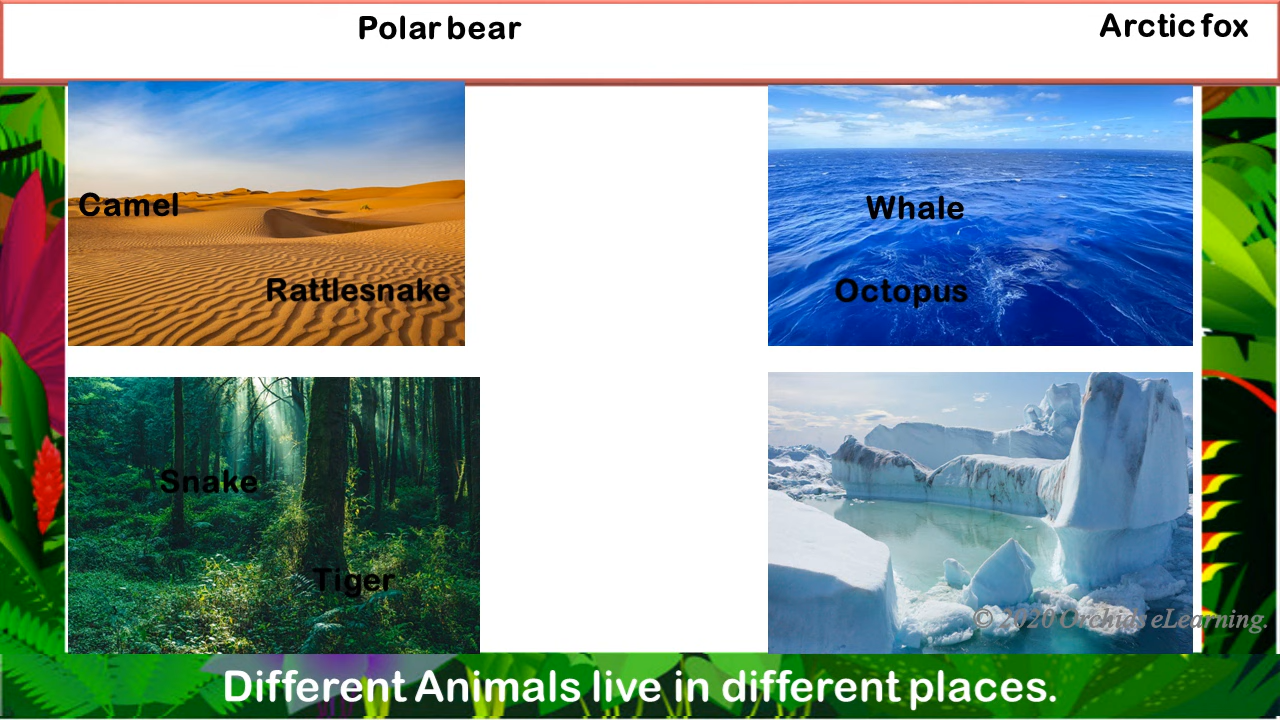 Polar bear
Arctic fox
Camel
Whale
Rattlesnake
Octopus
Snake
Tiger
© 2020 Orchids eLearning.
Different Animals live in different places.